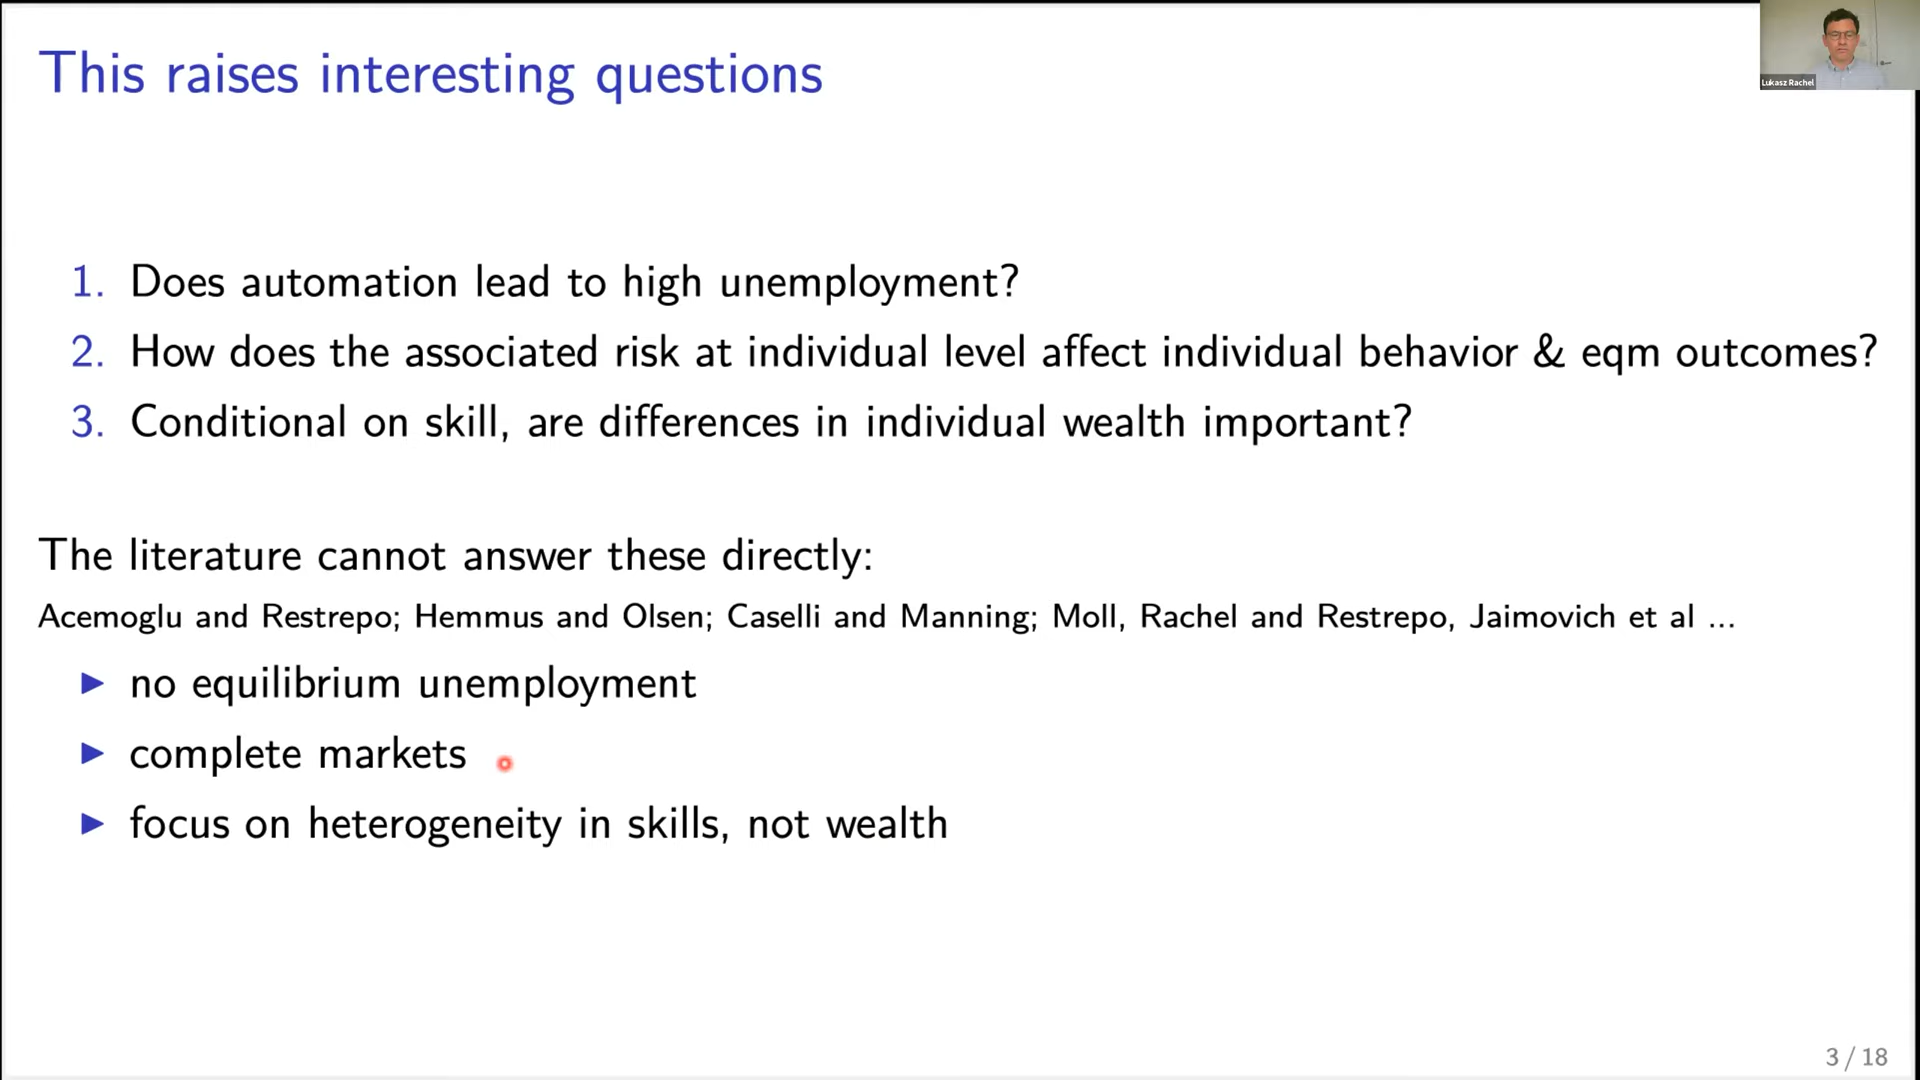 This raises interesting questions
Lukasz Rachel
1. Does automation lead to high unemployment?
2. How does the associated risk at individual level affect individual behavior & eqm outcomes?
3. Conditional on skill, are differences in individual wealth important?
The literature cannot answer these directly:
Acemoglu and Restrepo; Hemmus and Olsen; Caselli and Manning; Moll, Rachel and Restrepo, Jaimovich et al ...
▶ no equilibrium unemployment
▶ complete markets
▶ focus on heterogeneity in skills, not wealth
3 / 18